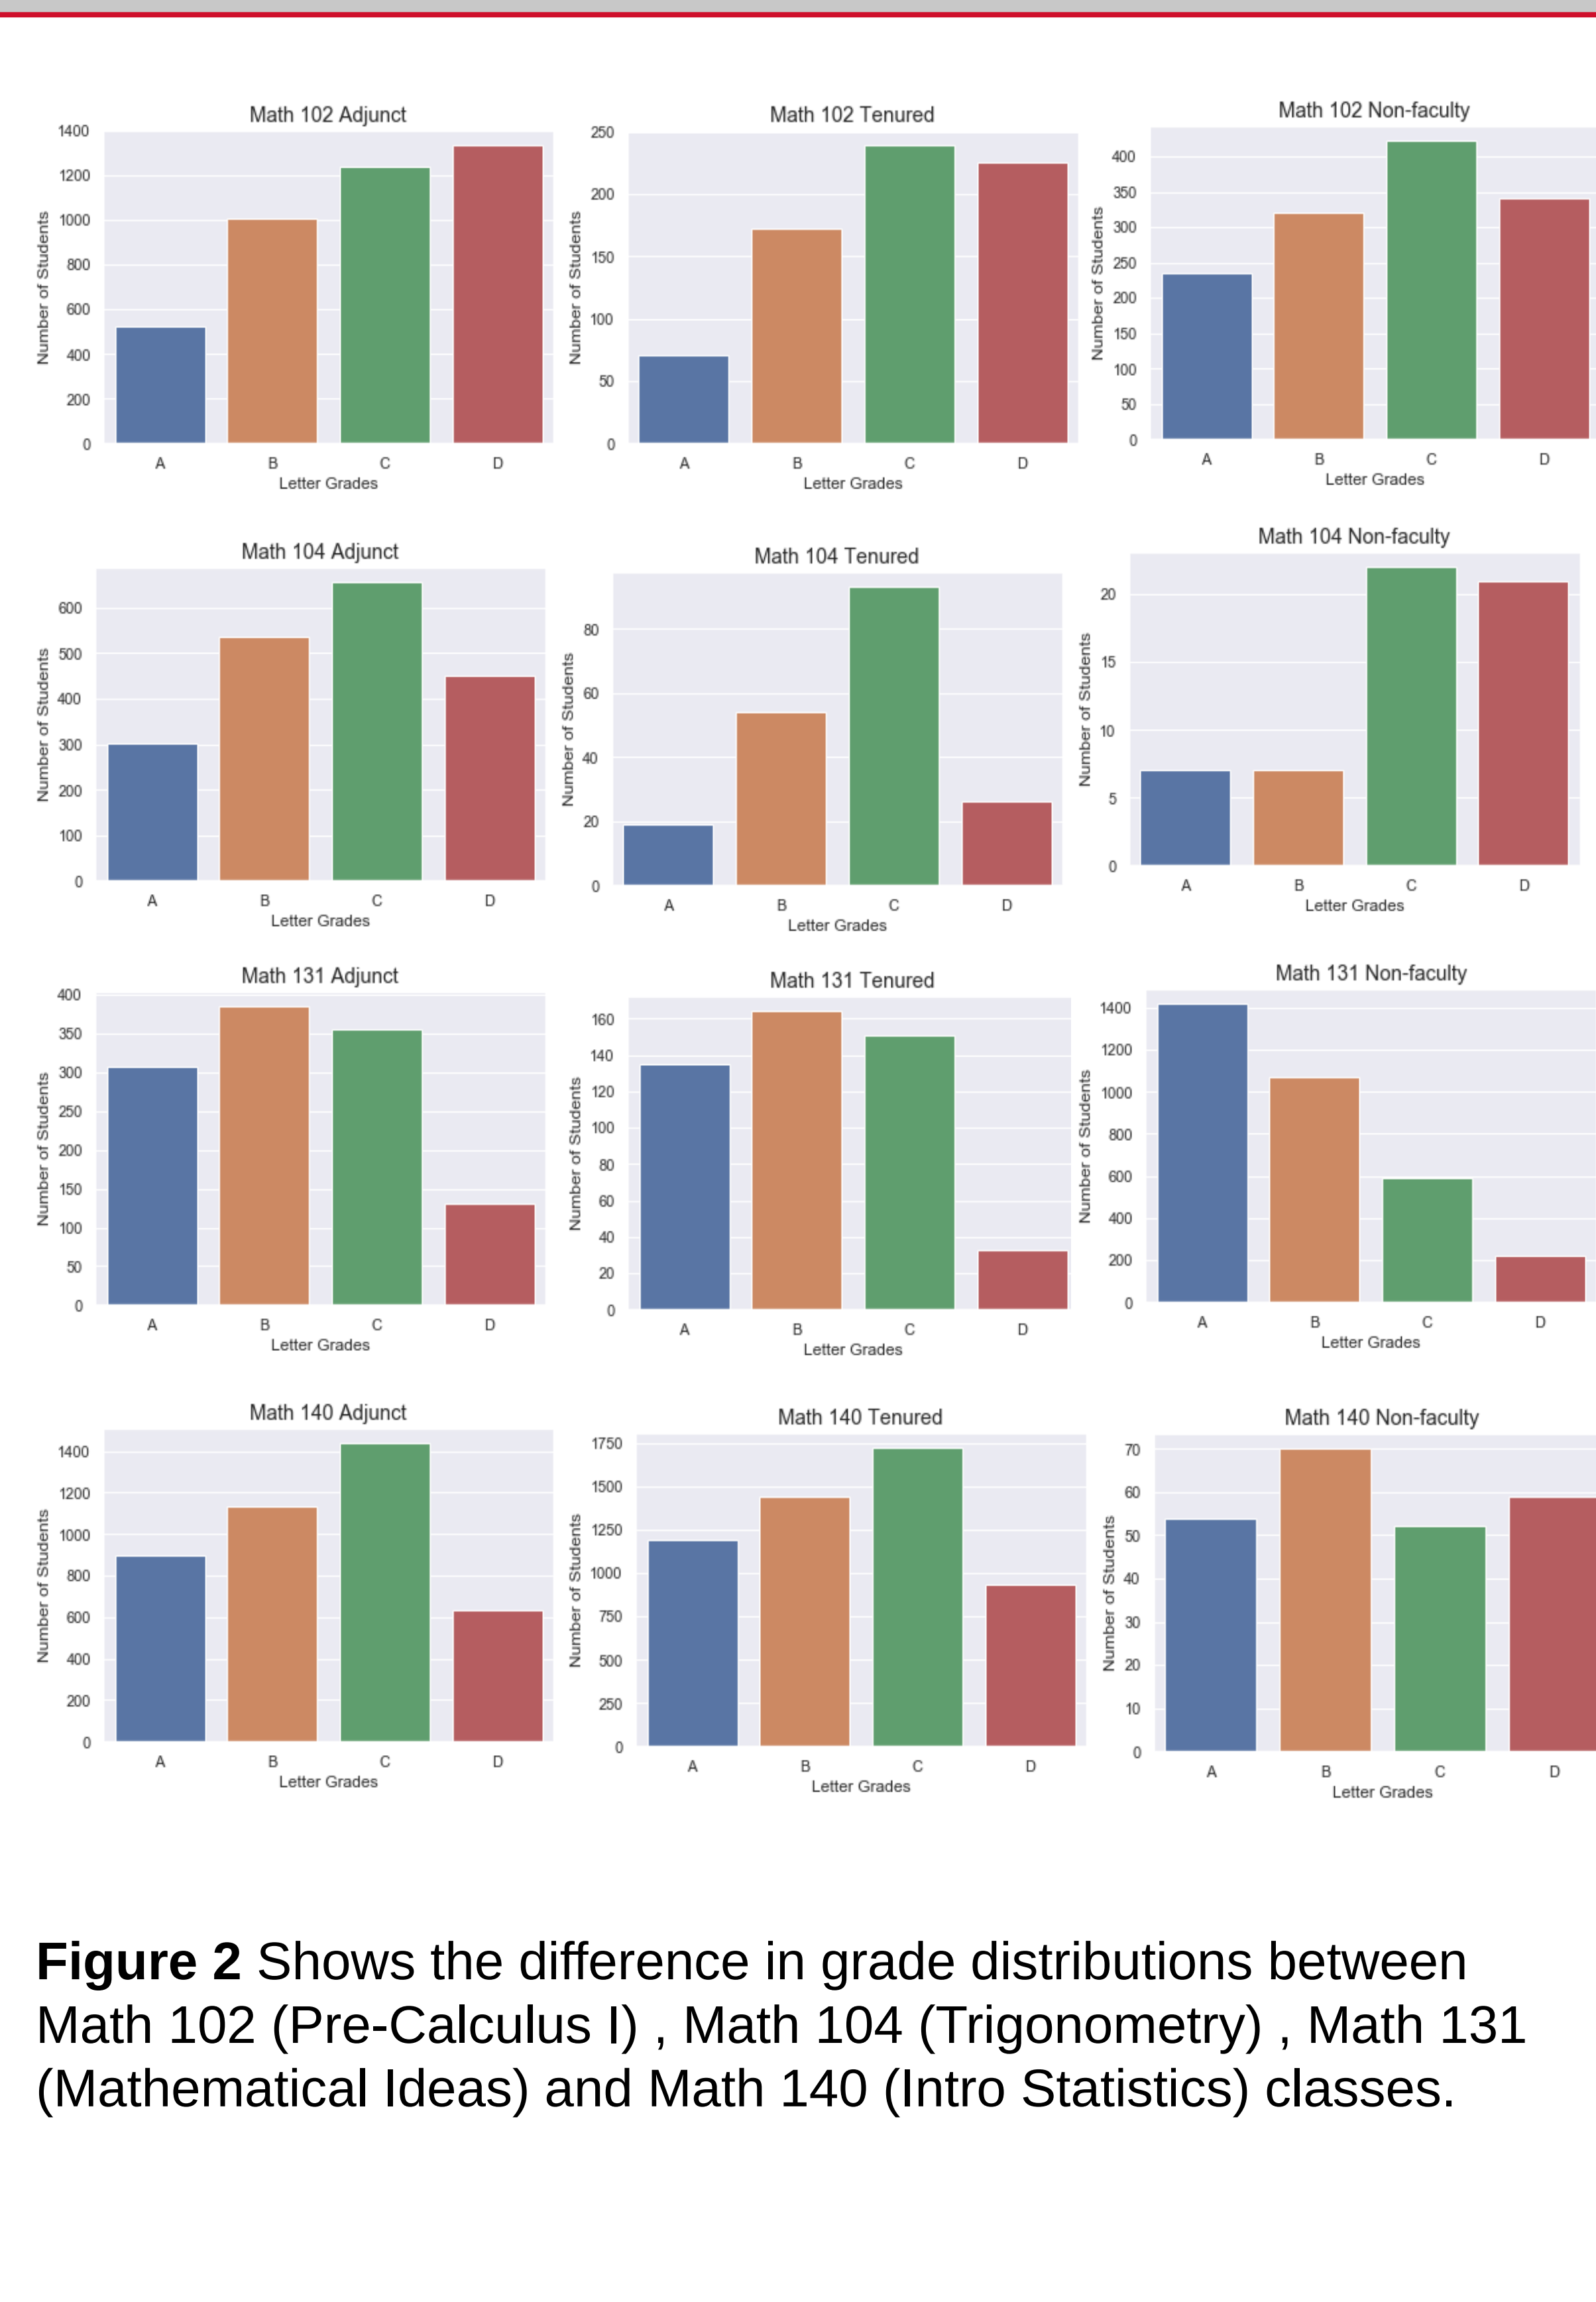 Math 102 Adjunct
1400
1200
1000
800
600
400
200
0
Number of Students
A B C D
Letter Grades
Math 102 Tenured
250
200
150
100
50
0
Number of Students
A B C D
Letter Grades
Math 102 Non-faculty
400
350
300
250
200
150
100
50
0
Number of Students
A B C D
Letter Grades
Math 104 Adjunct
600
500
400
300
200
100
0
Number of Students
A B C D
Letter Grades
Math 104 Tenured
80
60
40
20
0
Number of Students
A B C D
Letter Grades
Math 104 Non-faculty
20
15
10
5
0
Number of Students
A B C D
Letter Grades
Math 131 Adjunct
400
350
300
250
200
150
100
50
0
Number of Students
A B C D
Letter Grades
Math 131 Tenured
160
140
120
100
80
60
40
20
0
Number of Students
A B C D
Letter Grades
Math 131 Non-faculty
1400
1200
1000
800
600
400
200
0
Number of Students
A B C D
Letter Grades
Math 140 Adjunct
1400
1200
1000
800
600
400
200
0
Number of Students
A B C D
Letter Grades
Math 140 Tenured
1750
1500
1250
1000
750
500
250
0
Number of Students
A B C D
Letter Grades
Math 140 Non-faculty
70
60
50
40
30
20
10
0
Number of Students
A B C D
Letter Grades
Figure 2 Shows the difference in grade distributions between
Math 102 (Pre-Calculus I) , Math 104 (Trigonometry) , Math 131
(Mathematical Ideas) and Math 140 (Intro Statistics) classes.